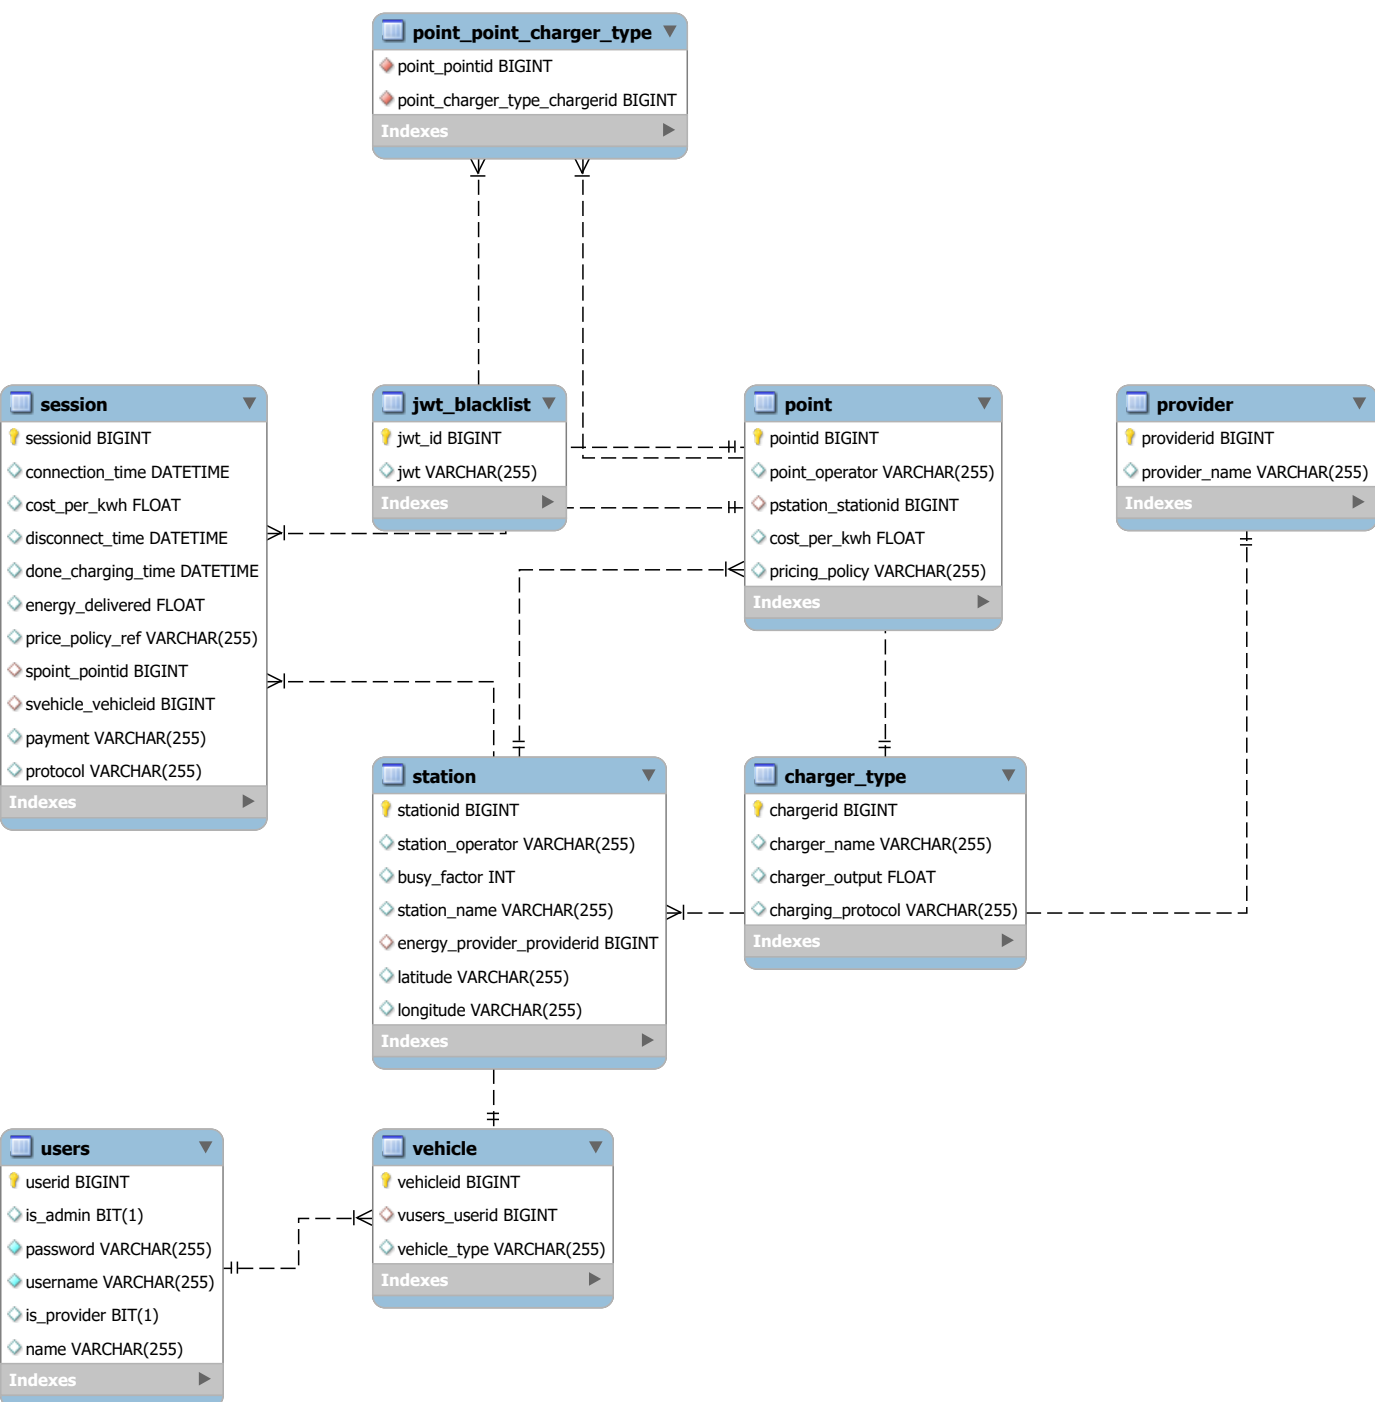 point_point_charger_type
point_pointid BIGINT
point_charger_type_chargerid BIGINT
Indexes
session
sessionid BIGINT
connection_time DATETIME
cost_per_kwh FLOAT
disconnect_time DATETIME
done_charging_time DATETIME
energy_delivered FLOAT
price_policy_ref VARCHAR(255)
spoint_pointid BIGINT
svehicle_vehicleid BIGINT
payment VARCHAR(255)
protocol VARCHAR(255)
Indexes
jwt_blacklist
jwt_id BIGINT
jwt VARCHAR(255)
Indexes
point
pointid BIGINT
point_operator VARCHAR(255)
pstation_stationid BIGINT
cost_per_kwh FLOAT
pricing_policy VARCHAR(255)
Indexes
provider
providerid BIGINT
provider_name VARCHAR(255)
Indexes
station
stationid BIGINT
station_operator VARCHAR(255)
busy_factor INT
station_name VARCHAR(255)
energy_provider_providerid BIGINT
latitude VARCHAR(255)
longitude VARCHAR(255)
Indexes
charger_type
chargerid BIGINT
charger_name VARCHAR(255)
charger_output FLOAT
charging_protocol VARCHAR(255)
Indexes
users
userid BIGINT
is_admin BIT(1)
password VARCHAR(255)
username VARCHAR(255)
is_provider BIT(1)
name VARCHAR(255)
Indexes
vehicle
vehicleid BIGINT
vusers_userid BIGINT
vehicle_type VARCHAR(255)
Indexes